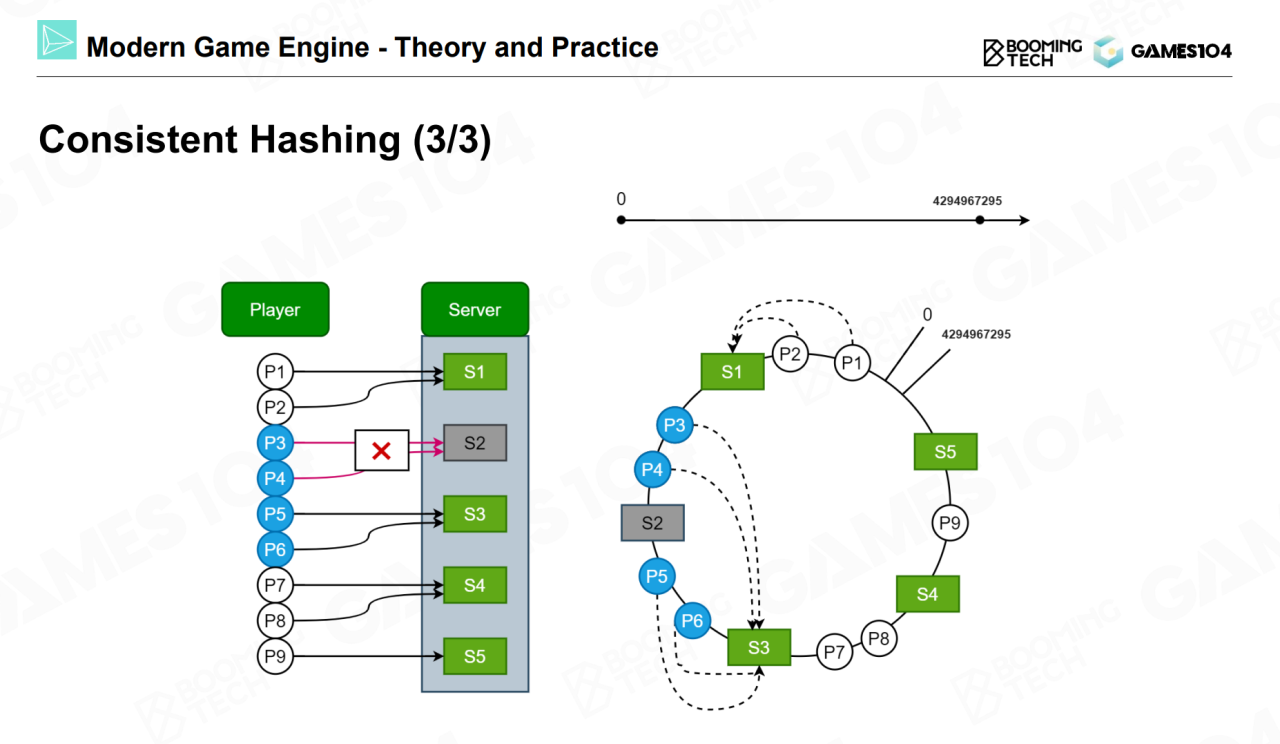 Modern Game Engine - Theory and Practice
BOOMING
TECH
GAMES104
Consistent Hashing (3/3)
0
4294967295
Player
Server
P1
S1
P2
P3
S2
P4
P5
S3
P6
P7
S4
P8
P9
S5
0
4294967295
P2
P1
S1
P3
P4
S2
P5
P6
S3
P7
P8
S4
P9
S5